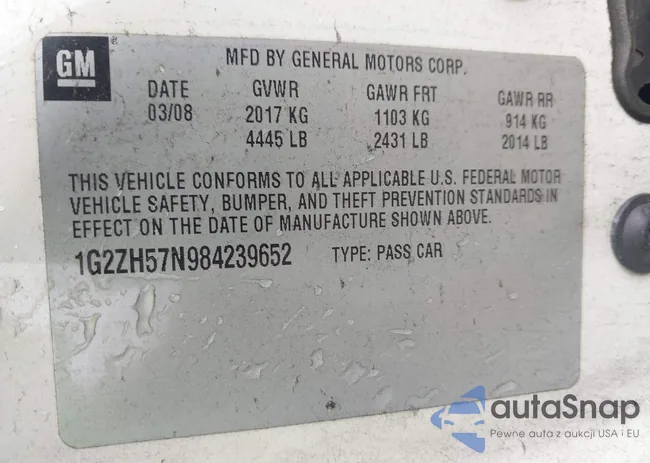 GM
MFD BY GENERAL MOTORS CORP.
DATE GVWR GAWR FRT GAWR RR
03/08 2017 KG 1103 KG 914 KG
4445 LB 2431 LB 2014 LB
THIS VEHICLE CONFORMS TO ALL APPLICABLE U.S. FEDERAL MOTOR
VEHICLE SAFETY, BUMPER, AND THEFT PREVENTION STANDARDS IN
EFFECT ON THE DATE OF MANUFACTURE SHOWN ABOVE.
1G2ZH57N984239652 TYPE: PASS CAR
autoSnap
Pewne auta z aukcji USA i EU